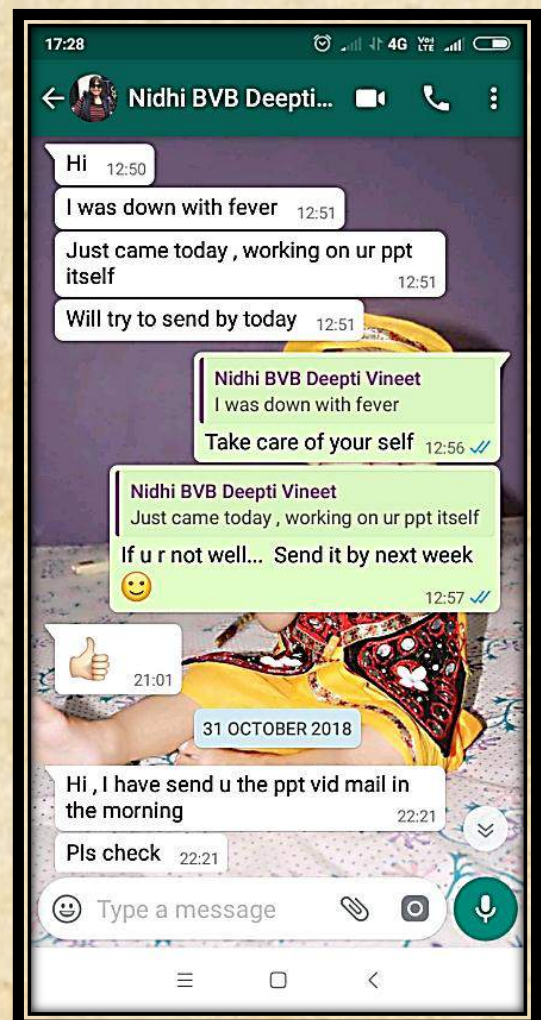 17:28
4G Vo) LTE
Nidhi BVB Deepti...
Hi 12:50
I was down with fever 12:51
Just came today , working on ur ppt
itself 12:51
Will try to send by today 12:51
Nidhi BVB Deepti Vineet
I was down with fever
Take care of your self 12:56
Nidhi BVB Deepti Vineet
Just came today , working on ur ppt itself
If u r not well... Send it by next week
🙂 12:57
👍🏻 21:01
31 OCTOBER 2018
Hi , I have send u the ppt vid mail in
the morning 22:21
Pls check 22:21
Type a message